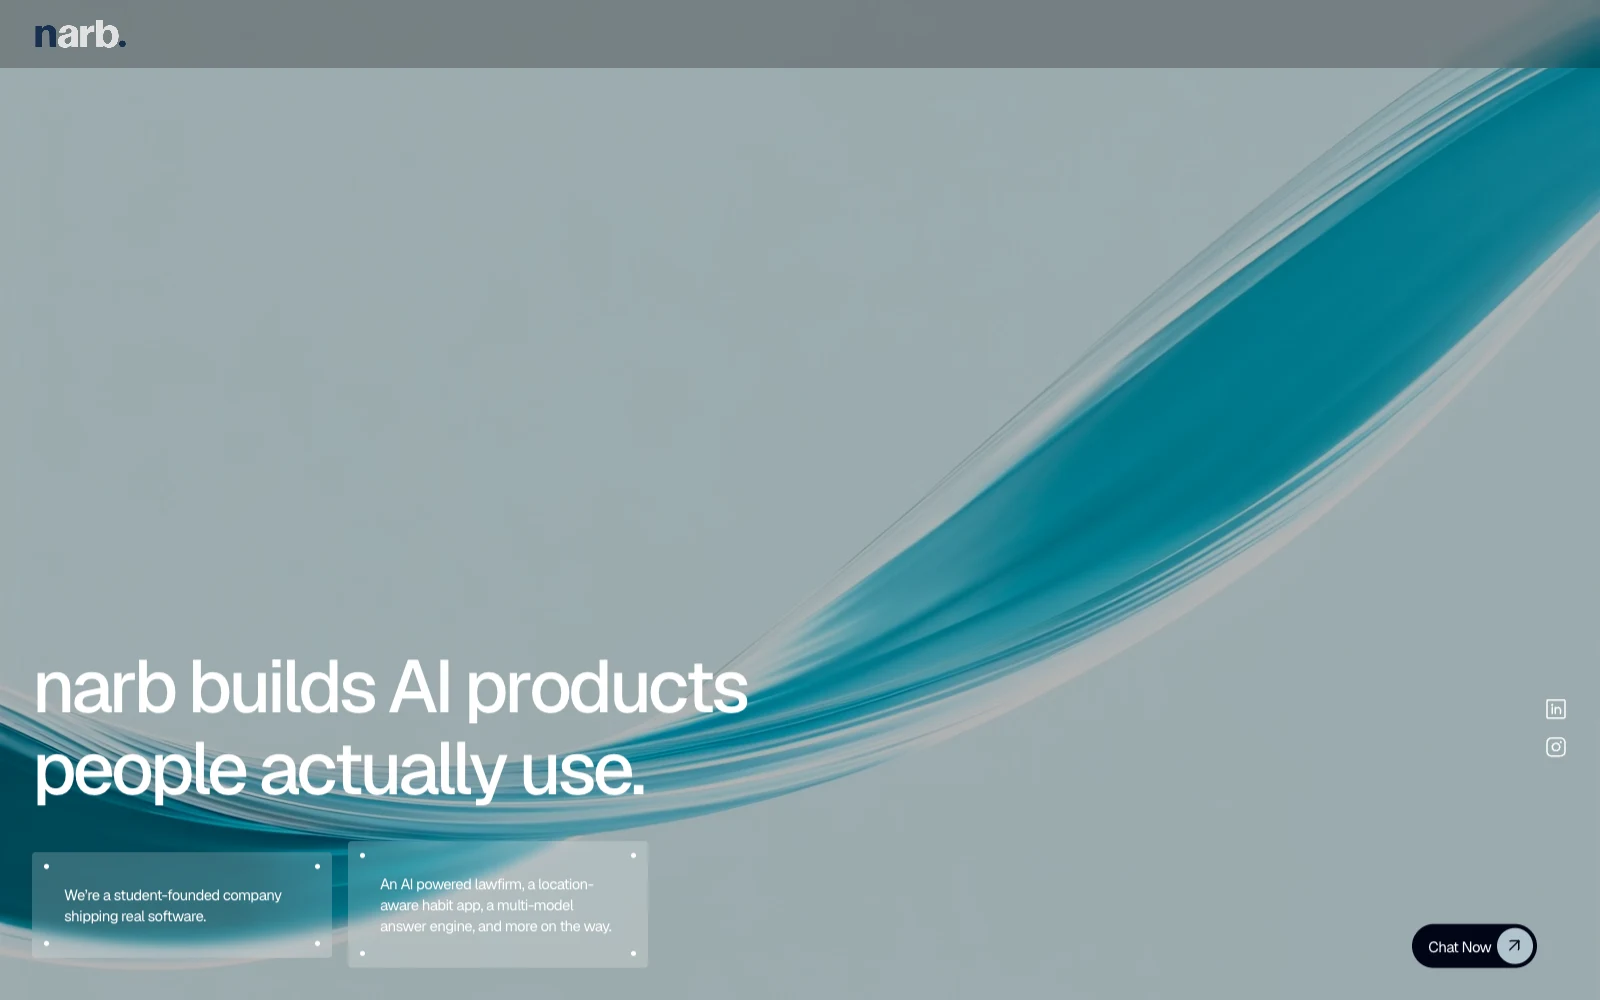 narb.
narb builds AI products
people actually use.
We're a student-founded company
shipping real software.
An AI powered lawfirm, a location-
aware habit app, a multi-model
answer engine, and more on the way.
in
Chat Now